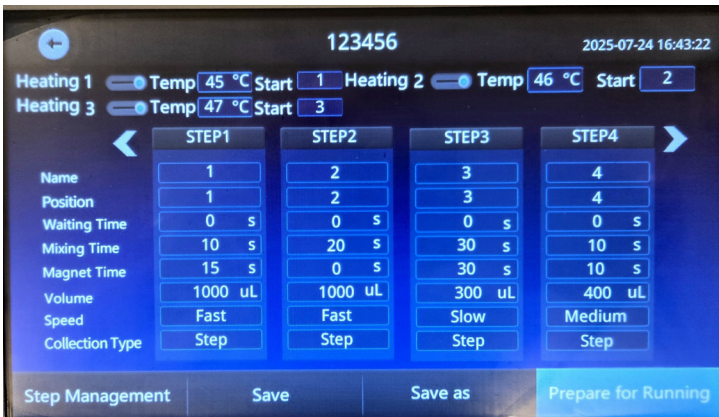 123456 2025-07-24 16:43:22
Heating 1 Temp 45 °C Start 1 Heating 2 Temp 46 °C Start 2
Heating 3 Temp 47 °C Start 3
STEP1 STEP2 STEP3 STEP4
Name 1 2 3 4
Position 1 2 3 4
Waiting Time 0 s 0 s 0 s 0 s
Mixing Time 10 s 20 s 30 s 10 s
Magnet Time 15 s 0 s 30 s 10 s
Volume 1000 uL 1000 uL 300 uL 400 uL
Speed Fast Fast Slow Medium
Collection Type Step Step Step Step
Step Management Save Save as Prepare for Running